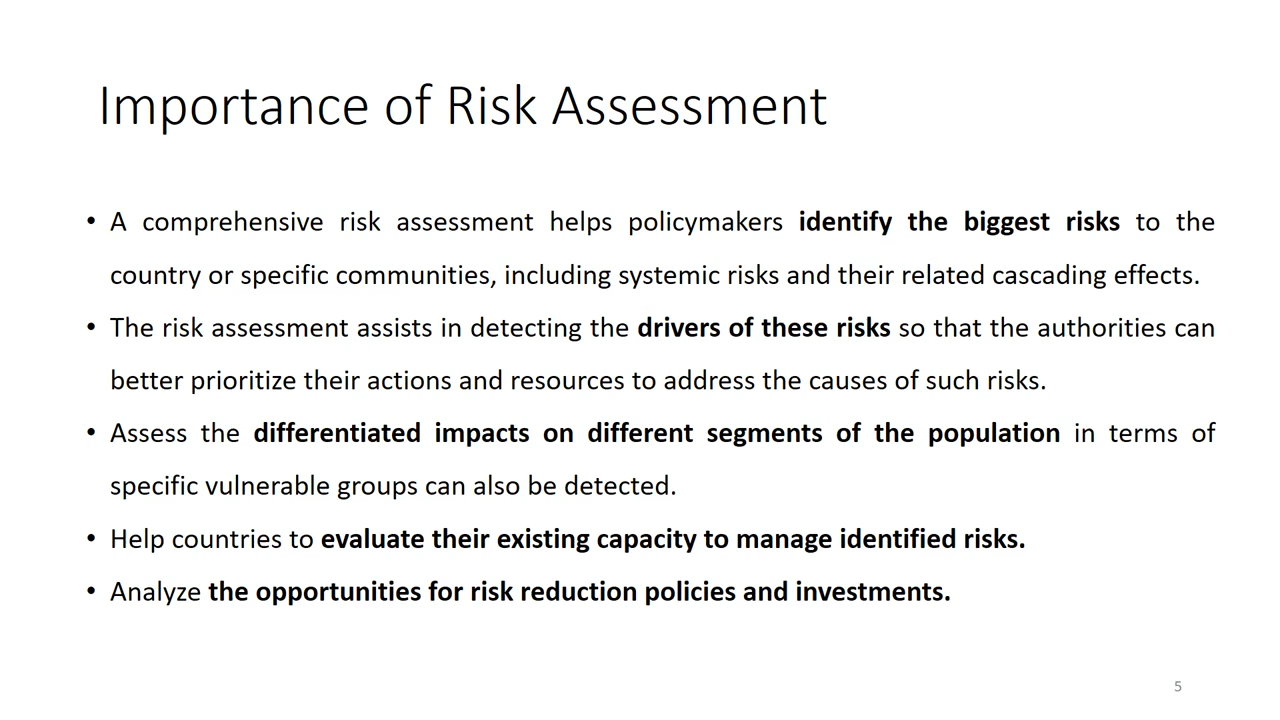 Importance of Risk Assessment
• A comprehensive risk assessment helps policymakers identify the biggest risks to the
country or specific communities, including systemic risks and their related cascading effects.
• The risk assessment assists in detecting the drivers of these risks so that the authorities can
better prioritize their actions and resources to address the causes of such risks.
• Assess the differentiated impacts on different segments of the population in terms of
specific vulnerable groups can also be detected.
• Help countries to evaluate their existing capacity to manage identified risks.
• Analyze the opportunities for risk reduction policies and investments.
5